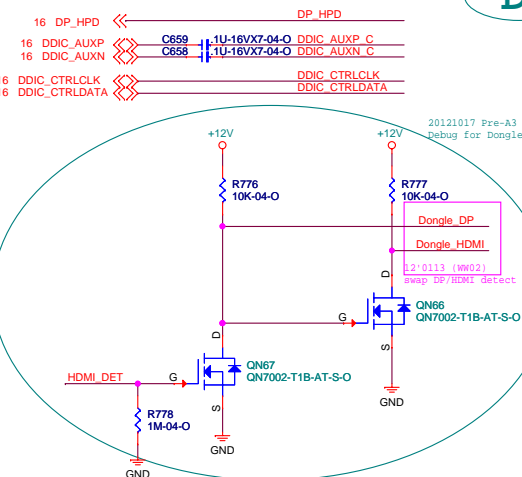 DP_HPD
16 DP_HPD
C659 .1U-16VX7-04-O DDIC_AUXP_C
16 DDIC_AUXP
C658 .1U-16VX7-04-O DDIC_AUXN_C
16 DDIC_AUXN
DDIC_CTRLCLK
16 DDIC_CTRLCLK
DDIC_CTRLDATA
16 DDIC_CTRLDATA
20121017 Pre-A3
Debug for Dongle
+12V +12V
R776 R777
10K-04-O 10K-04-O
Dongle_DP
Dongle_HDMI
12'0113 (WW02)
swap DP/HDMI detect
D
QN66
G QN7002-T1B-AT-S-O
D
S
QN67
HDMI_DET G QN7002-T1B-AT-S-O
GND
S
R778
1M-04-O
GND
GND